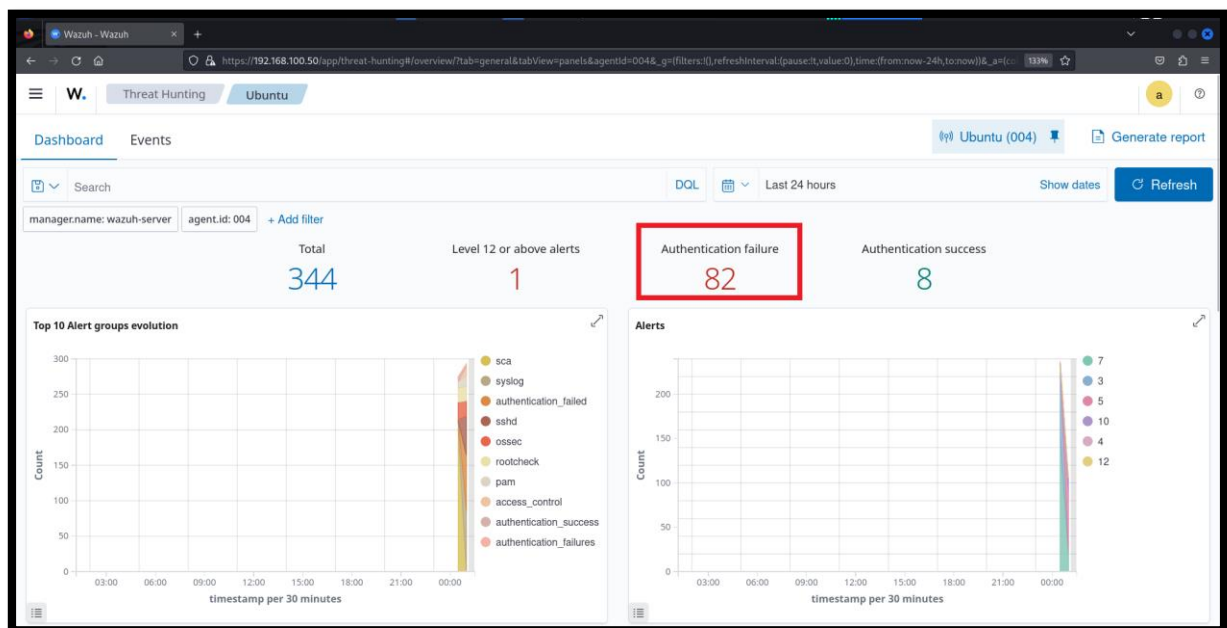 Wazuh - Wazuh
https://192.168.100.50/app/threat-hunting#/overview/?tab=general&tabView=panels&agentId=004&_g=(filters:!(),refreshInterval:(pause:!t,value:0),time:(from:now-24h,to:now))&_a=(co
133%
W. Threat Hunting Ubuntu a
Dashboard Events Ubuntu (004) Generate report
Search DQL Last 24 hours Show dates Refresh
manager.name: wazuh-server agent.id: 004 + Add filter
Total Level 12 or above alerts Authentication failure Authentication success
344 1 82 8
Top 10 Alert groups evolution
300
250
200
150
100
50
0
Count
03:00 06:00 09:00 12:00 15:00 18:00 21:00 00:00
timestamp per 30 minutes
sca
syslog
authentication_failed
sshd
ossec
rootcheck
pam
access_control
authentication_success
authentication_failures
Alerts
200
150
100
50
0
Count
03:00 06:00 09:00 12:00 15:00 18:00 21:00 00:00
timestamp per 30 minutes
7
3
5
10
4
12